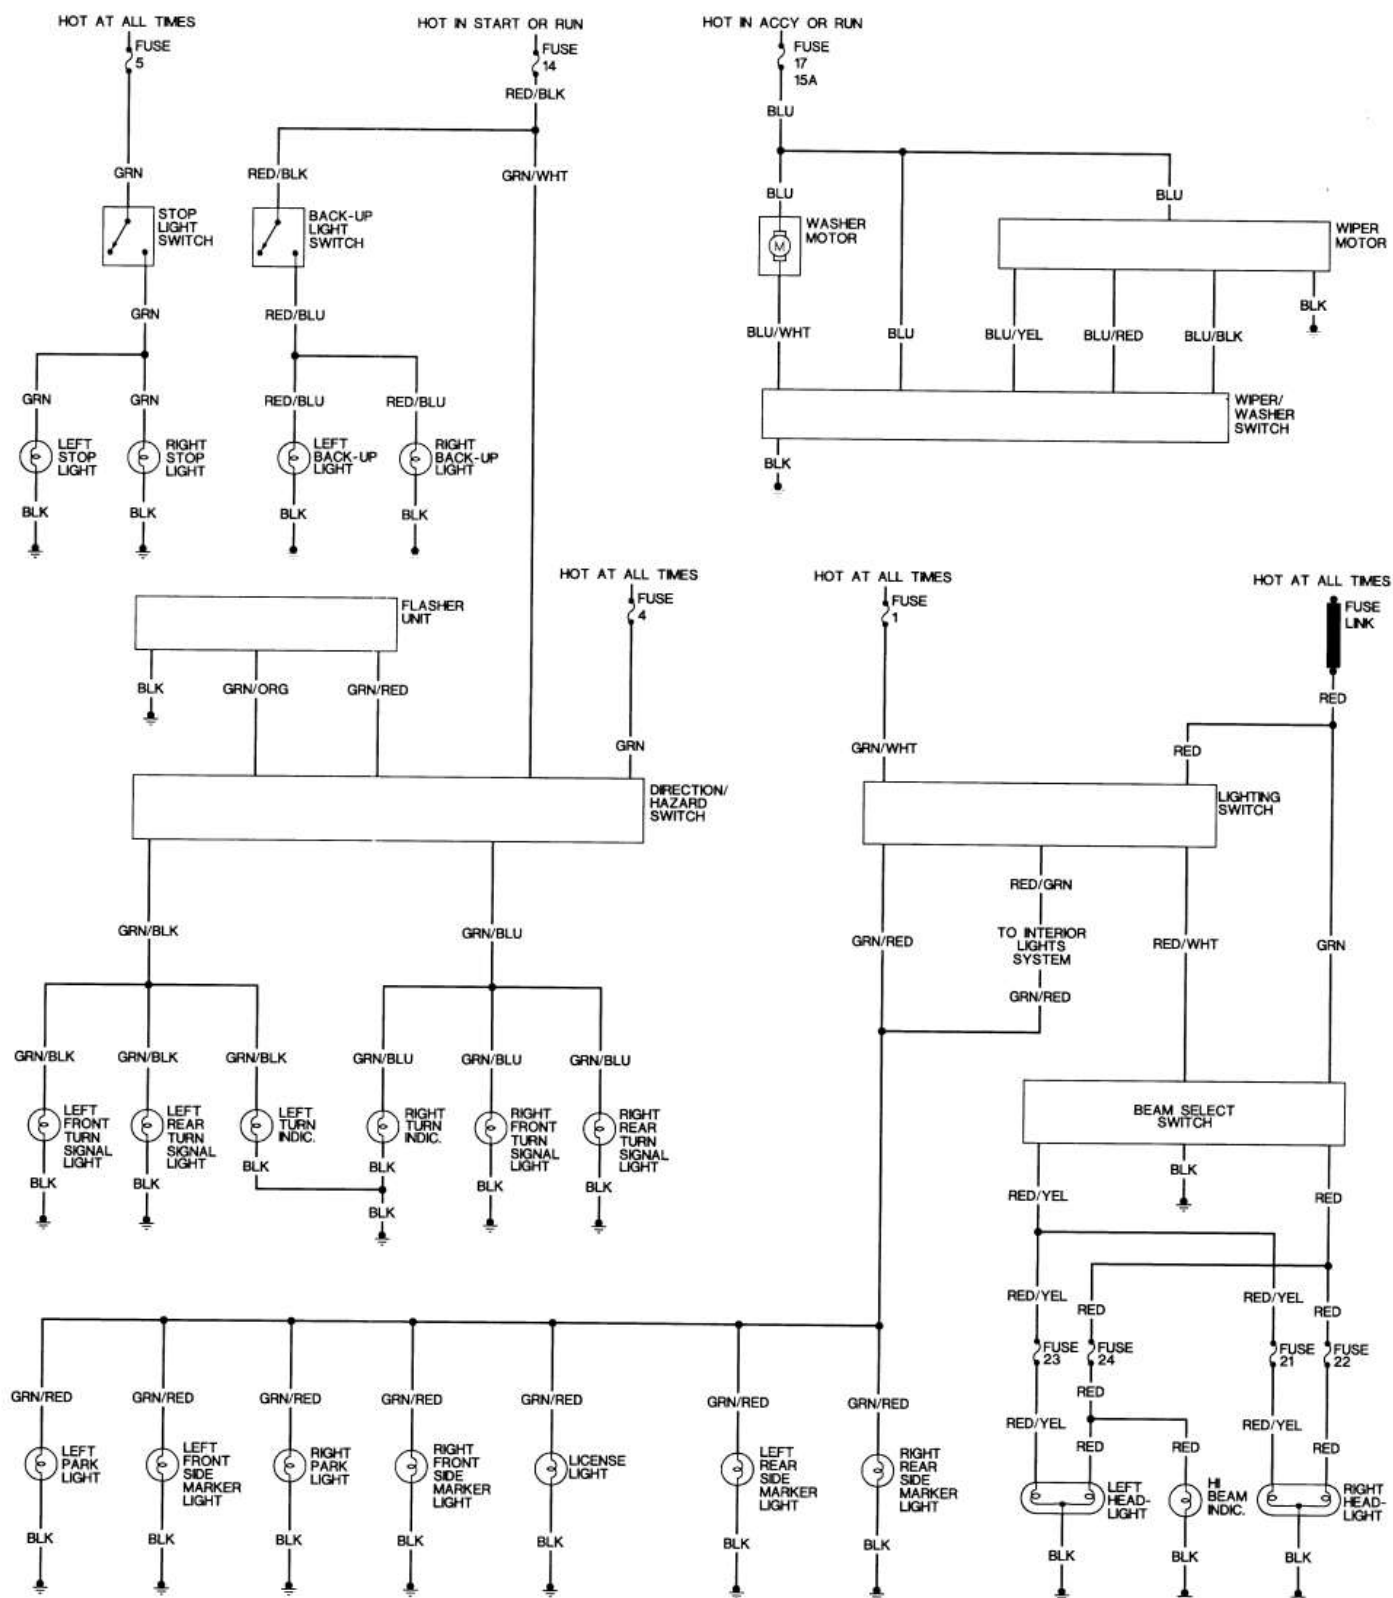 HOT AT ALL TIMES
FUSE
5
GRN
STOP
LIGHT
SWITCH
GRN
GRN
GRN
LEFT
STOP
LIGHT
RIGHT
STOP
LIGHT
BLK
BLK
HOT IN START OR RUN
FUSE
14
RED/BLK
RED/BLK
GRN/WHT
BACK-UP
LIGHT
SWITCH
RED/BLU
RED/BLU
RED/BLU
LEFT
BACK-UP
LIGHT
RIGHT
BACK-UP
LIGHT
BLK
BLK
HOT IN ACCY OR RUN
FUSE
17
15A
BLU
BLU
BLU
WASHER
MOTOR
WIPER
MOTOR
BLU/WHT
BLU
BLU/YEL
BLU/RED
BLU/BLK
BLK
WIPER/
WASHER
SWITCH
BLK
FLASHER
UNIT
BLK
GRN/ORG
GRN/RED
HOT AT ALL TIMES
FUSE
4
GRN
DIRECTION/
HAZARD
SWITCH
GRN/BLK
GRN/BLU
GRN/BLK
GRN/BLK
GRN/BLK
GRN/BLU
GRN/BLU
GRN/BLU
LEFT
FRONT
TURN
SIGNAL
LIGHT
LEFT
REAR
TURN
SIGNAL
LIGHT
LEFT
TURN
INDIC.
RIGHT
TURN
INDIC.
RIGHT
FRONT
TURN
SIGNAL
LIGHT
RIGHT
REAR
TURN
SIGNAL
LIGHT
BLK
BLK
BLK
BLK
BLK
BLK
BLK
HOT AT ALL TIMES
FUSE
1
GRN/WHT
HOT AT ALL TIMES
FUSE
LINK
RED
RED
LIGHTING
SWITCH
RED/GRN
GRN/RED
TO INTERIOR
LIGHTS
SYSTEM
RED/WHT
GRN
GRN/RED
BEAM SELECT
SWITCH
RED/YEL
BLK
RED
RED/YEL
RED
RED/YEL
RED
FUSE
23
FUSE
24
FUSE
21
FUSE
22
RED
RED/YEL
RED
RED
RED/YEL
RED
LEFT
HEAD-
LIGHT
HI
BEAM
INDIC.
RIGHT
HEAD-
LIGHT
BLK
BLK
BLK
GRN/RED
GRN/RED
GRN/RED
GRN/RED
GRN/RED
GRN/RED
GRN/RED
LEFT
PARK
LIGHT
LEFT
FRONT
SIDE
MARKER
LIGHT
RIGHT
PARK
LIGHT
RIGHT
FRONT
SIDE
MARKER
LIGHT
LICENSE
LIGHT
LEFT
REAR
SIDE
MARKER
LIGHT
RIGHT
REAR
SIDE
MARKER
LIGHT
BLK
BLK
BLK
BLK
BLK
BLK
BLK
M